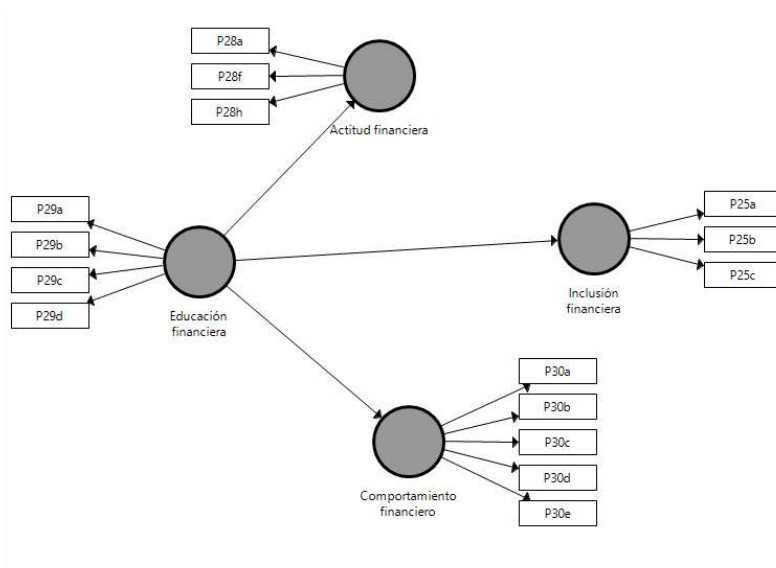 P28a
P28f
P28h
Actitud financiera
P29a
P29b
P29c
P29d
Educación
financiera
P25a
P25b
P25c
Inclusión
financiera
P30a
P30b
P30c
P30d
P30e
Comportamiento
financiero